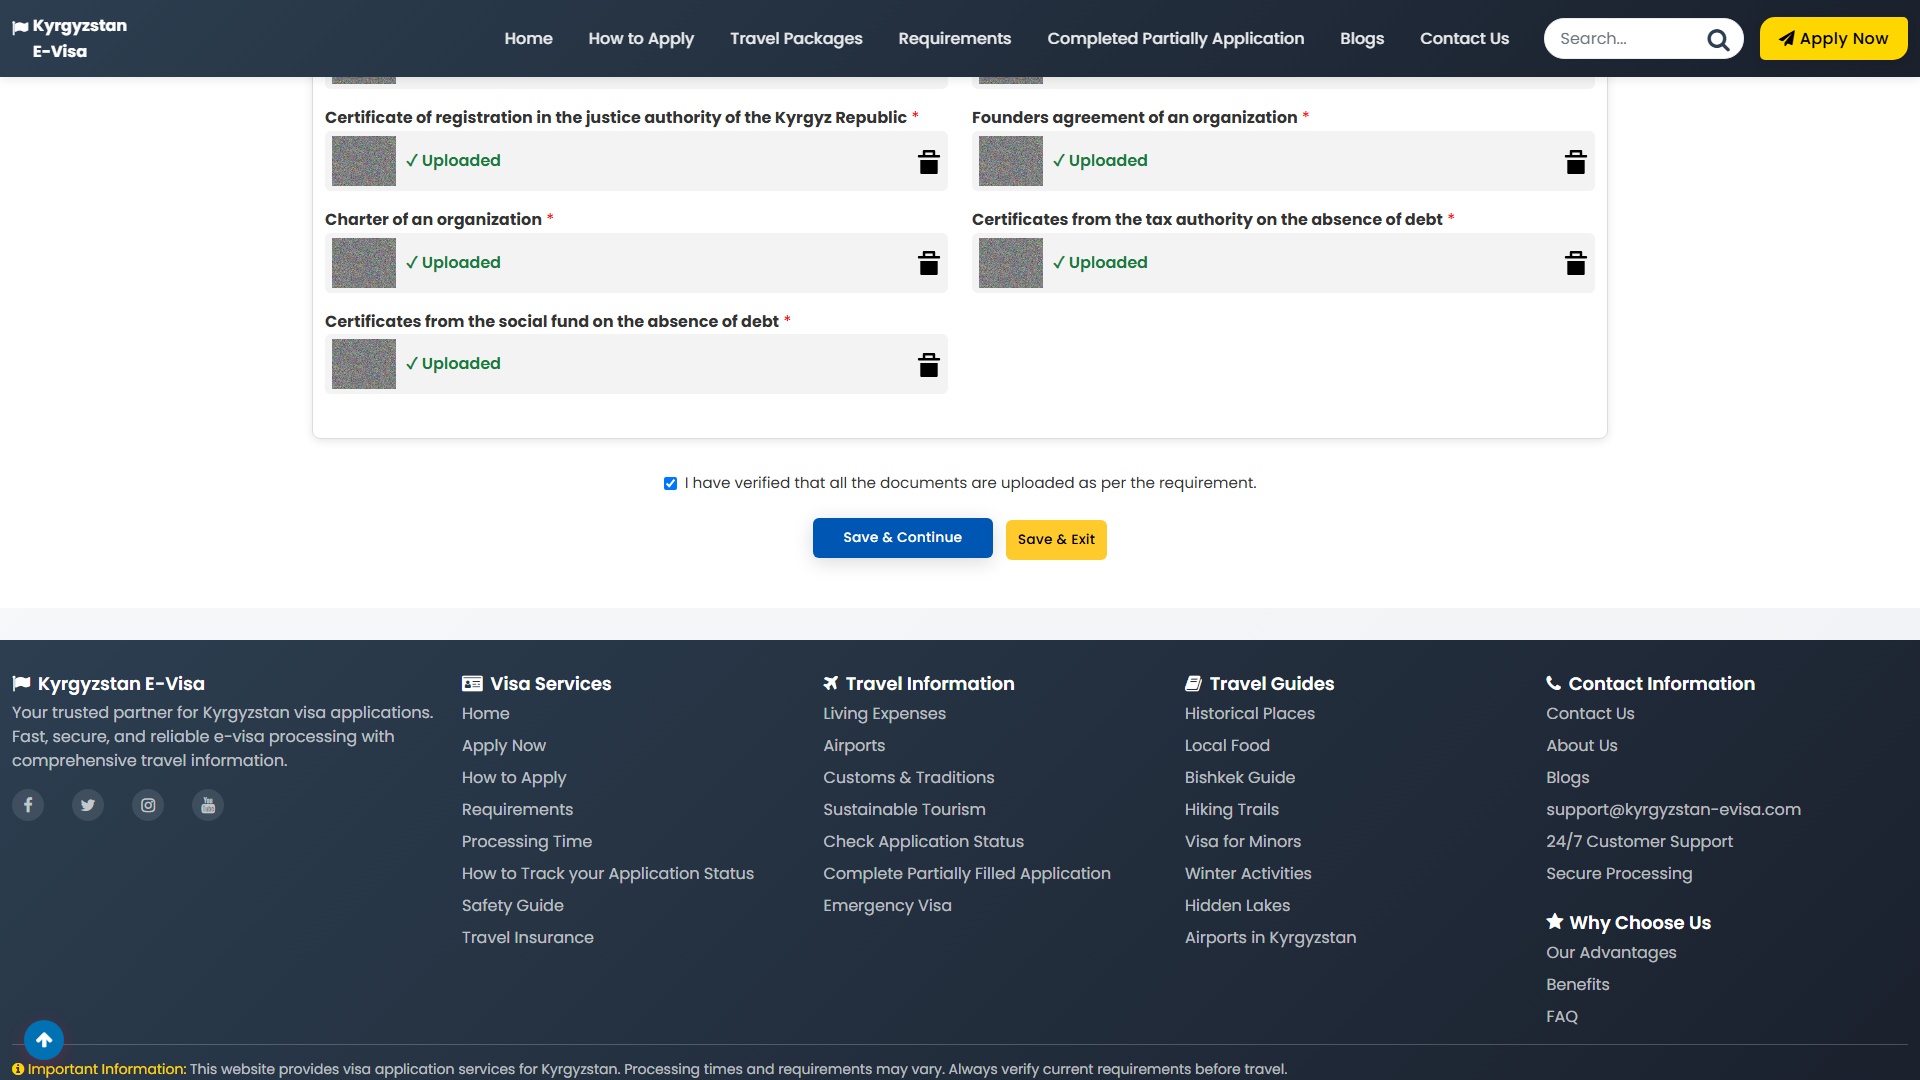 Kyrgyzstan
E-Visa
Home
How to Apply
Travel Packages
Requirements
Completed Partially Application
Blogs
Contact Us
Search...
Apply Now
Certificate of registration in the justice authority of the Kyrgyz Republic *
✓ Uploaded
Founders agreement of an organization *
✓ Uploaded
Charter of an organization *
✓ Uploaded
Certificates from the tax authority on the absence of debt *
✓ Uploaded
Certificates from the social fund on the absence of debt *
✓ Uploaded
I have verified that all the documents are uploaded as per the requirement.
Save & Continue
Save & Exit
Kyrgyzstan E-Visa
Your trusted partner for Kyrgyzstan visa applications.
Fast, secure, and reliable e-visa processing with
comprehensive travel information.
Visa Services
Home
Apply Now
How to Apply
Requirements
Processing Time
How to Track your Application Status
Safety Guide
Travel Insurance
Travel Information
Living Expenses
Airports
Customs & Traditions
Sustainable Tourism
Check Application Status
Complete Partially Filled Application
Emergency Visa
Travel Guides
Historical Places
Local Food
Bishkek Guide
Hiking Trails
Visa for Minors
Winter Activities
Hidden Lakes
Airports in Kyrgyzstan
Contact Information
Contact Us
About Us
Blogs
support@kyrgyzstan-evisa.com
24/7 Customer Support
Secure Processing
Why Choose Us
Our Advantages
Benefits
FAQ
Important Information: This website provides visa application services for Kyrgyzstan. Processing times and requirements may vary. Always verify current requirements before travel.